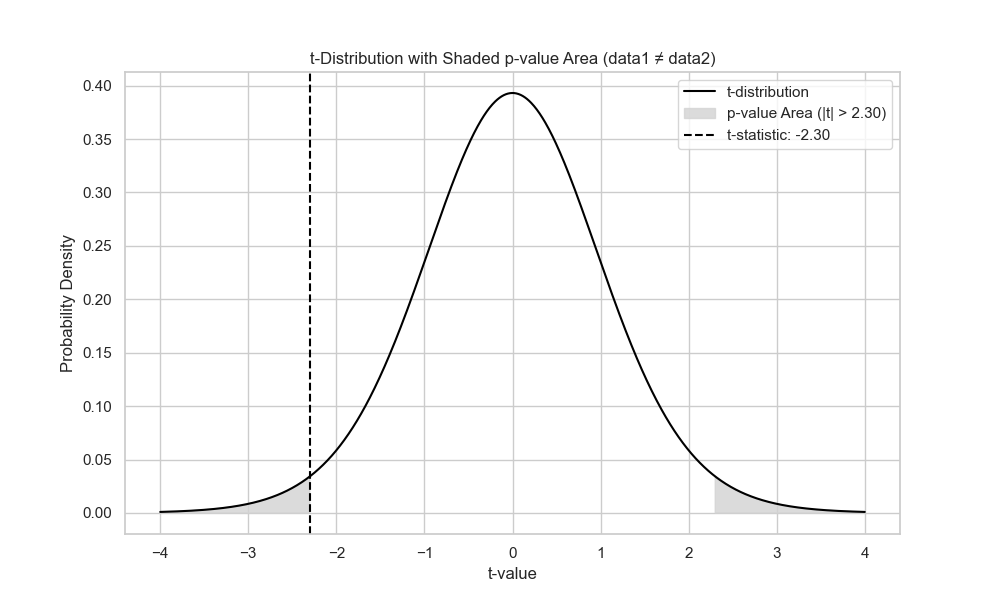 t-Distribution with Shaded p-value Area (data1 ≠ data2)
t-distribution
p-value Area (|t| > 2.30)
t-statistic: -2.30
Probability Density
0.40
0.35
0.30
0.25
0.20
0.15
0.10
0.05
0.00
−4 −3 −2 −1 0 1 2 3 4
t-value